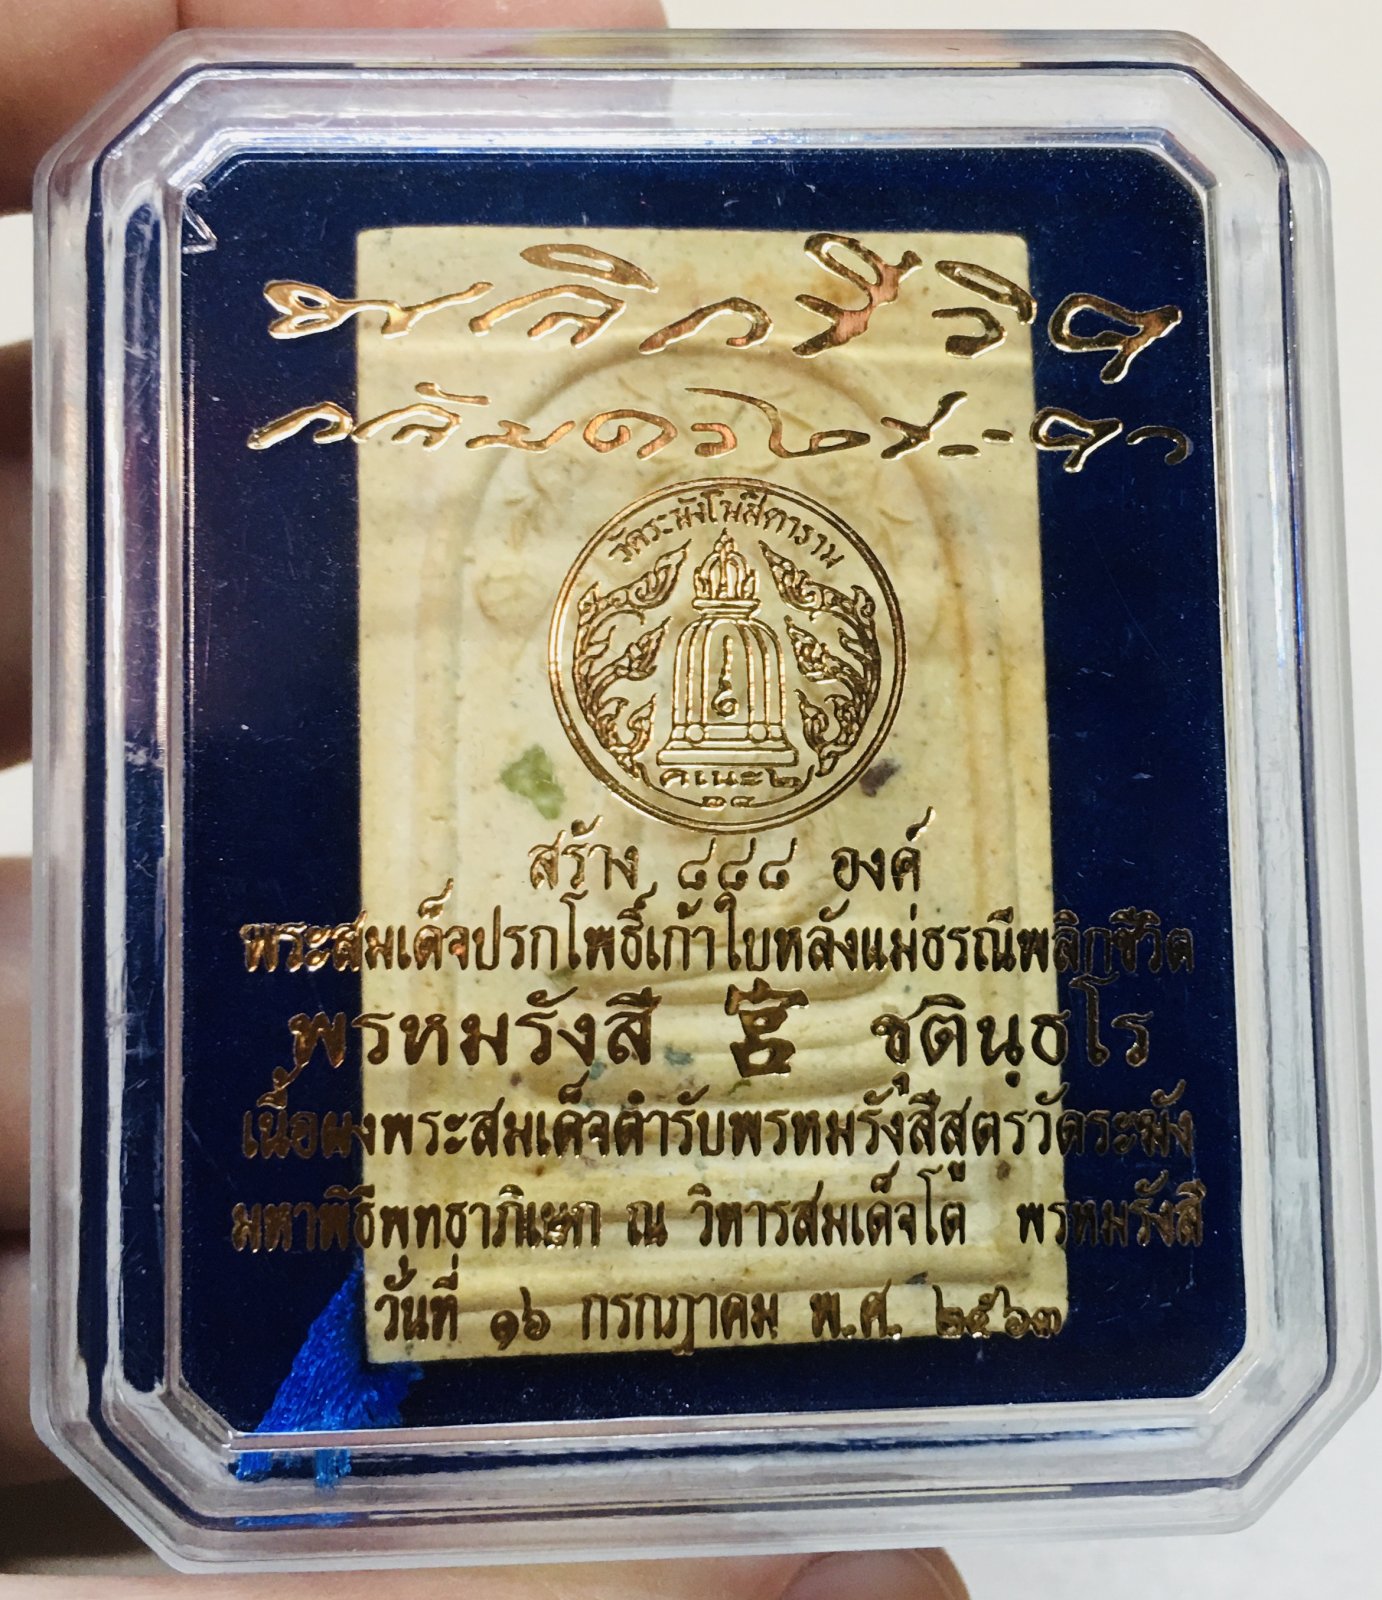 พลิกชีวิต
วัดระฆังโฆสิตาราม
คณะ๒
สร้าง ๘๘๘ องค์
พระสมเด็จปรกโพธิ์เก้าใบหลังแม่ธรณีพลิกชีวิต
พรหมรังสี 宮 ชุตินฺธโร
เนื้อผงพระสมเด็จตำรับพรหมรังสีสูตรวัดระฆัง
มหาพิธีพุทธาภิเษก ณ วิหารสมเด็จโต พรหมรังสี
วันที่ ๑๖ กรกฎาคม พ.ศ. ๒๕๖๓